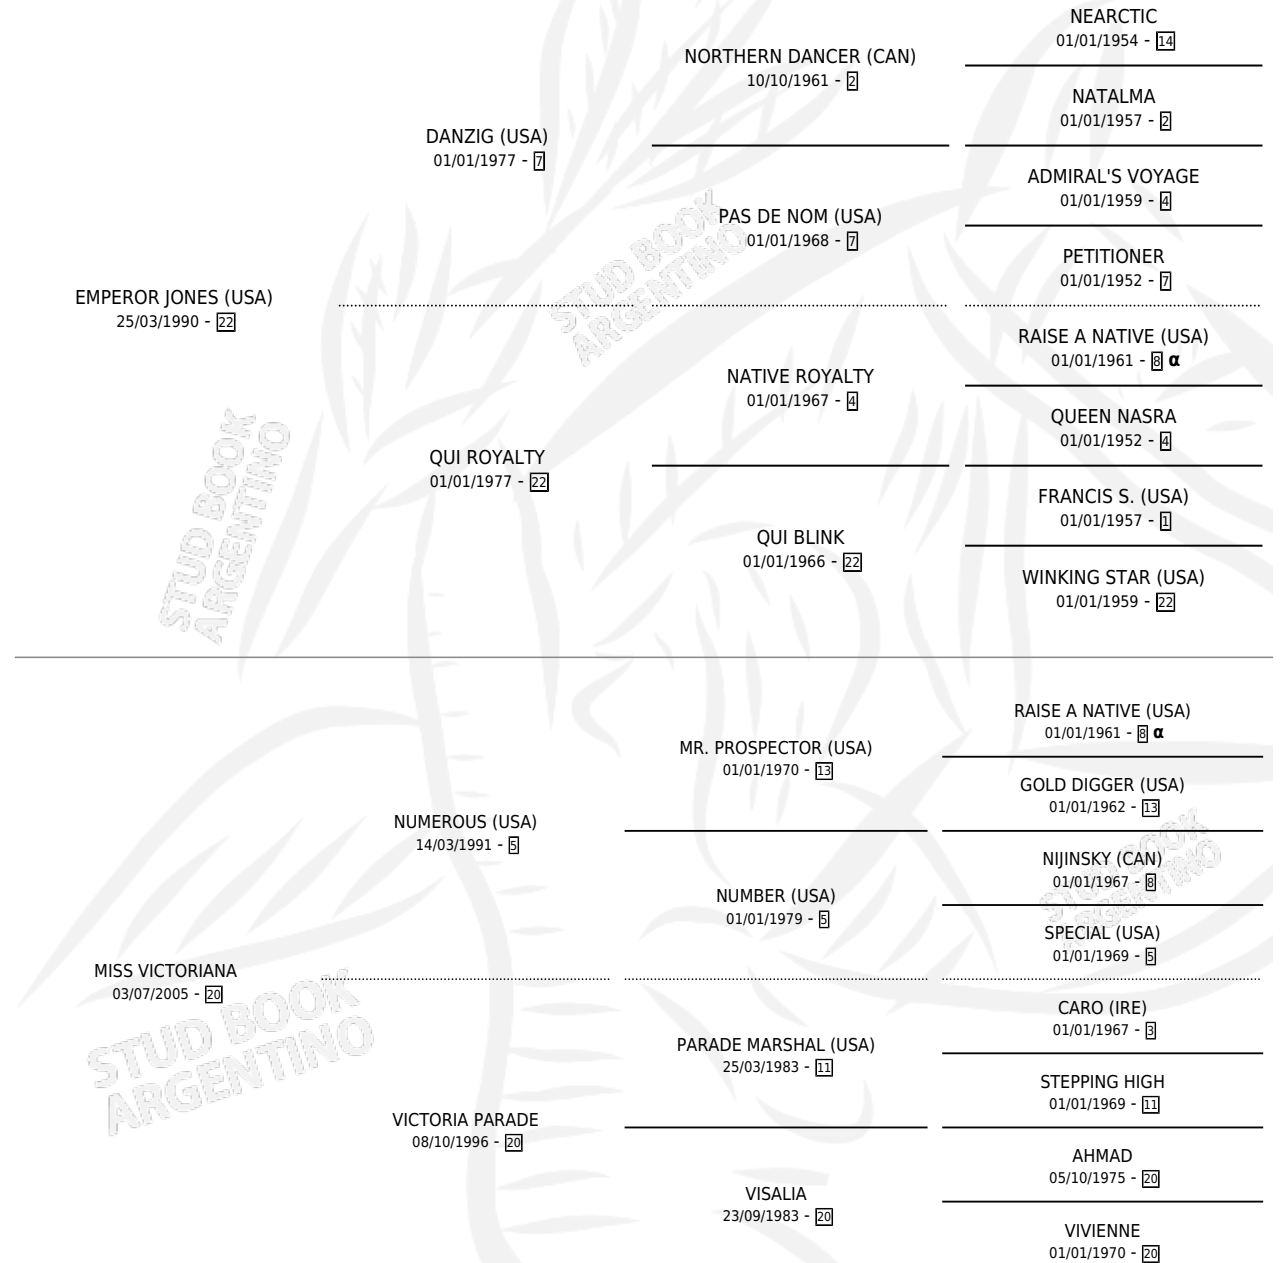 NEARCTIC
01/01/1954 - 14
NORTHERN DANCER (CAN)
10/10/1961 - 2
NATALMA
01/01/1957 - 2
DANZIG (USA)
01/01/1977 - 7
ADMIRAL'S VOYAGE
01/01/1959 - 4
PAS DE NOM (USA)
01/01/1968 - 7
PETITIONER
01/01/1952 - 7
EMPEROR JONES (USA)
25/03/1990 - 22
RAISE A NATIVE (USA)
01/01/1961 - 8 α
NATIVE ROYALTY
01/01/1967 - 4
QUEEN NASRA
01/01/1952 - 4
QUI ROYALTY
01/01/1977 - 22
FRANCIS S. (USA)
01/01/1957 - 1
QUI BLINK
01/01/1966 - 22
WINKING STAR (USA)
01/01/1959 - 22
RAISE A NATIVE (USA)
01/01/1961 - 8 α
MR. PROSPECTOR (USA)
01/01/1970 - 13
GOLD DIGGER (USA)
01/01/1962 - 13
NUMEROUS (USA)
14/03/1991 - 5
NIJINSKY (CAN)
01/01/1967 - 8
NUMBER (USA)
01/01/1979 - 5
SPECIAL (USA)
01/01/1969 - 5
MISS VICTORIANA
03/07/2005 - 20
CARO (IRE)
01/01/1967 - 3
PARADE MARSHAL (USA)
25/03/1983 - 11
STEPPING HIGH
01/01/1969 - 11
VICTORIA PARADE
08/10/1996 - 20
AHMAD
05/10/1975 - 20
VISALIA
23/09/1983 - 20
VIVIENNE
01/01/1970 - 20
STUD BOOK
ARGENTINO
STUD BOOK
ARGENTINO
STUD BOOK
ARGENTINO
STUD BOOK
ARGENTINO